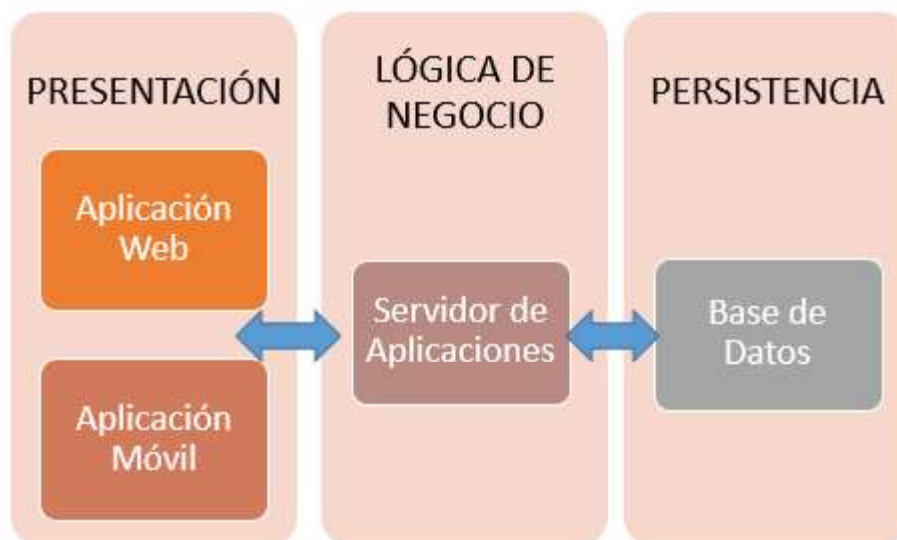 PRESENTACIÓN
Aplicación
Web
Aplicación
Móvil
LÓGICA DE
NEGOCIO
Servidor de
Aplicaciones
PERSISTENCIA
Base de
Datos